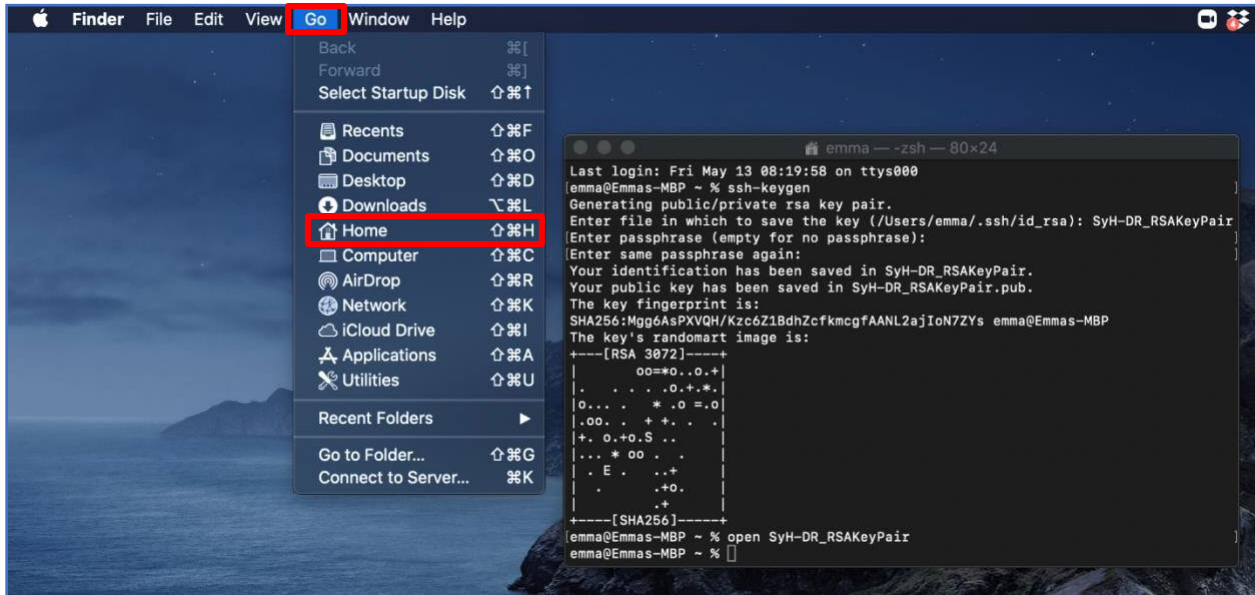 Finder File Edit View Go Window Help
4
Back ⌘[
Forward ⌘]
Select Startup Disk ⇧⌘↑
Recents ⇧⌘F
Documents ⇧⌘O
Desktop ⇧⌘D
Downloads ⌥⌘L
Home ⇧⌘H
Computer ⇧⌘C
AirDrop ⇧⌘R
Network ⇧⌘K
iCloud Drive ⇧⌘I
Applications ⇧⌘A
Utilities ⇧⌘U
Recent Folders ▶
Go to Folder... ⇧⌘G
Connect to Server... ⌘K
emma — -zsh — 80×24
Last login: Fri May 13 08:19:58 on ttys000
[emma@Emmas-MBP ~ % ssh-keygen ]
Generating public/private rsa key pair.
Enter file in which to save the key (/Users/emma/.ssh/id_rsa): SyH-DR_RSAKeyPair
[Enter passphrase (empty for no passphrase): ]
[Enter same passphrase again: ]
Your identification has been saved in SyH-DR_RSAKeyPair.
Your public key has been saved in SyH-DR_RSAKeyPair.pub.
The key fingerprint is:
SHA256:Mgg6AsPXVQH/Kzc6Z1BdhZcfkmcgfAANL2ajIoN7ZYs emma@Emmas-MBP
The key's randomart image is:
+---[RSA 3072]----+
|       oo=*o..o.+|
|.   . . . .o.+.*.|
|o... .   * .o =.o|
|.oo. .  + +. .  .|
|+. o.+o.S ..     |
|... * oo .  .    |
| . E .   ..+     |
|  .      .+o.    |
|         .+      |
+----[SHA256]-----+
[emma@Emmas-MBP ~ % open SyH-DR_RSAKeyPair ]
emma@Emmas-MBP ~ %